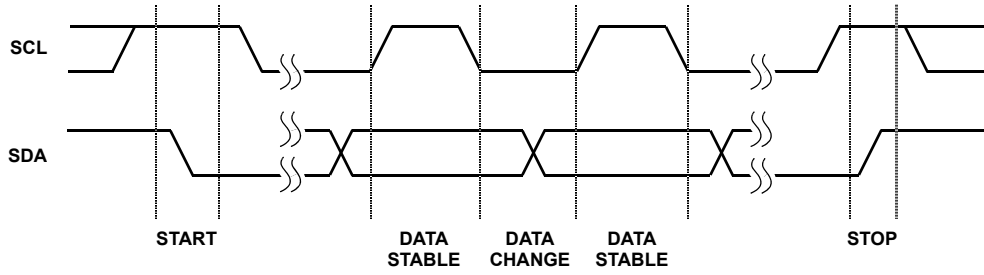 SCL
SDA
START
DATA
STABLE
DATA
CHANGE
DATA
STABLE
STOP